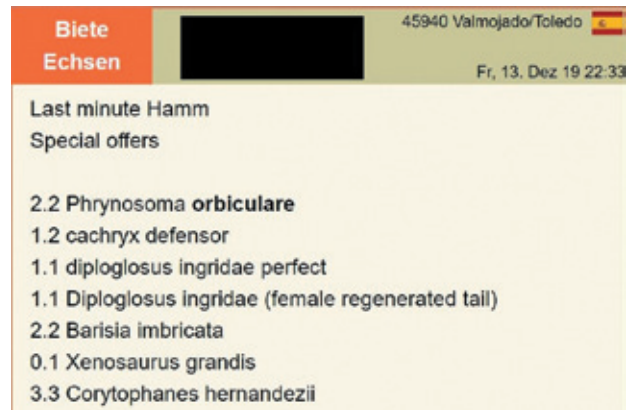 Biete
Echsen
45940 Valmojado/Toledo
Fr, 13. Dez 19 22:33
Last minute Hamm
Special offers
2.2 Phrynosoma orbiculare
1.2 cachryx defensor
1.1 diploglosus ingridae perfect
1.1 Diploglosus ingridae (female regenerated tail)
2.2 Barisia imbricata
0.1 Xenosaurus grandis
3.3 Corytophanes hernandezii